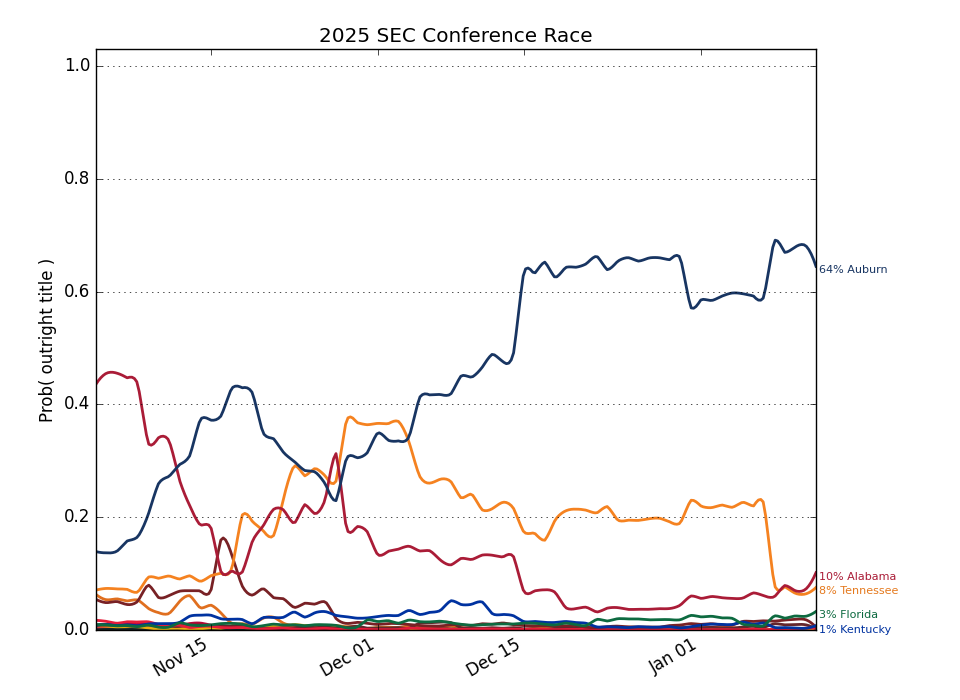 2025 SEC Conference Race
Prob( outright title )
1.0
0.8
0.6
0.4
0.2
0.0
64% Auburn
10% Alabama
8% Tennessee
3% Florida
1% Kentucky
Nov 15
Dec 01
Dec 15
Jan 01